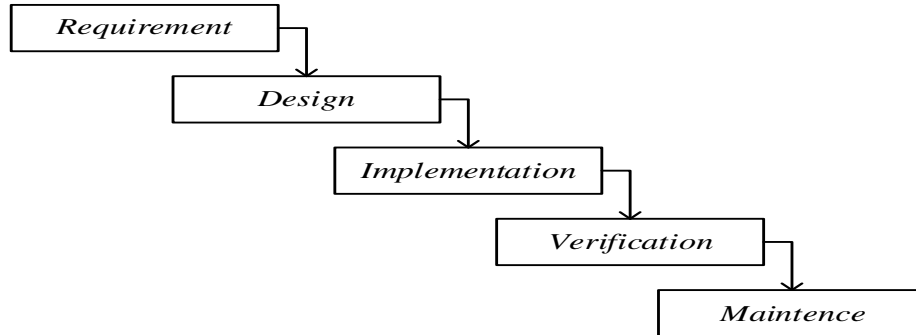 Requirement
Design
Implementation
Verification
Maintence